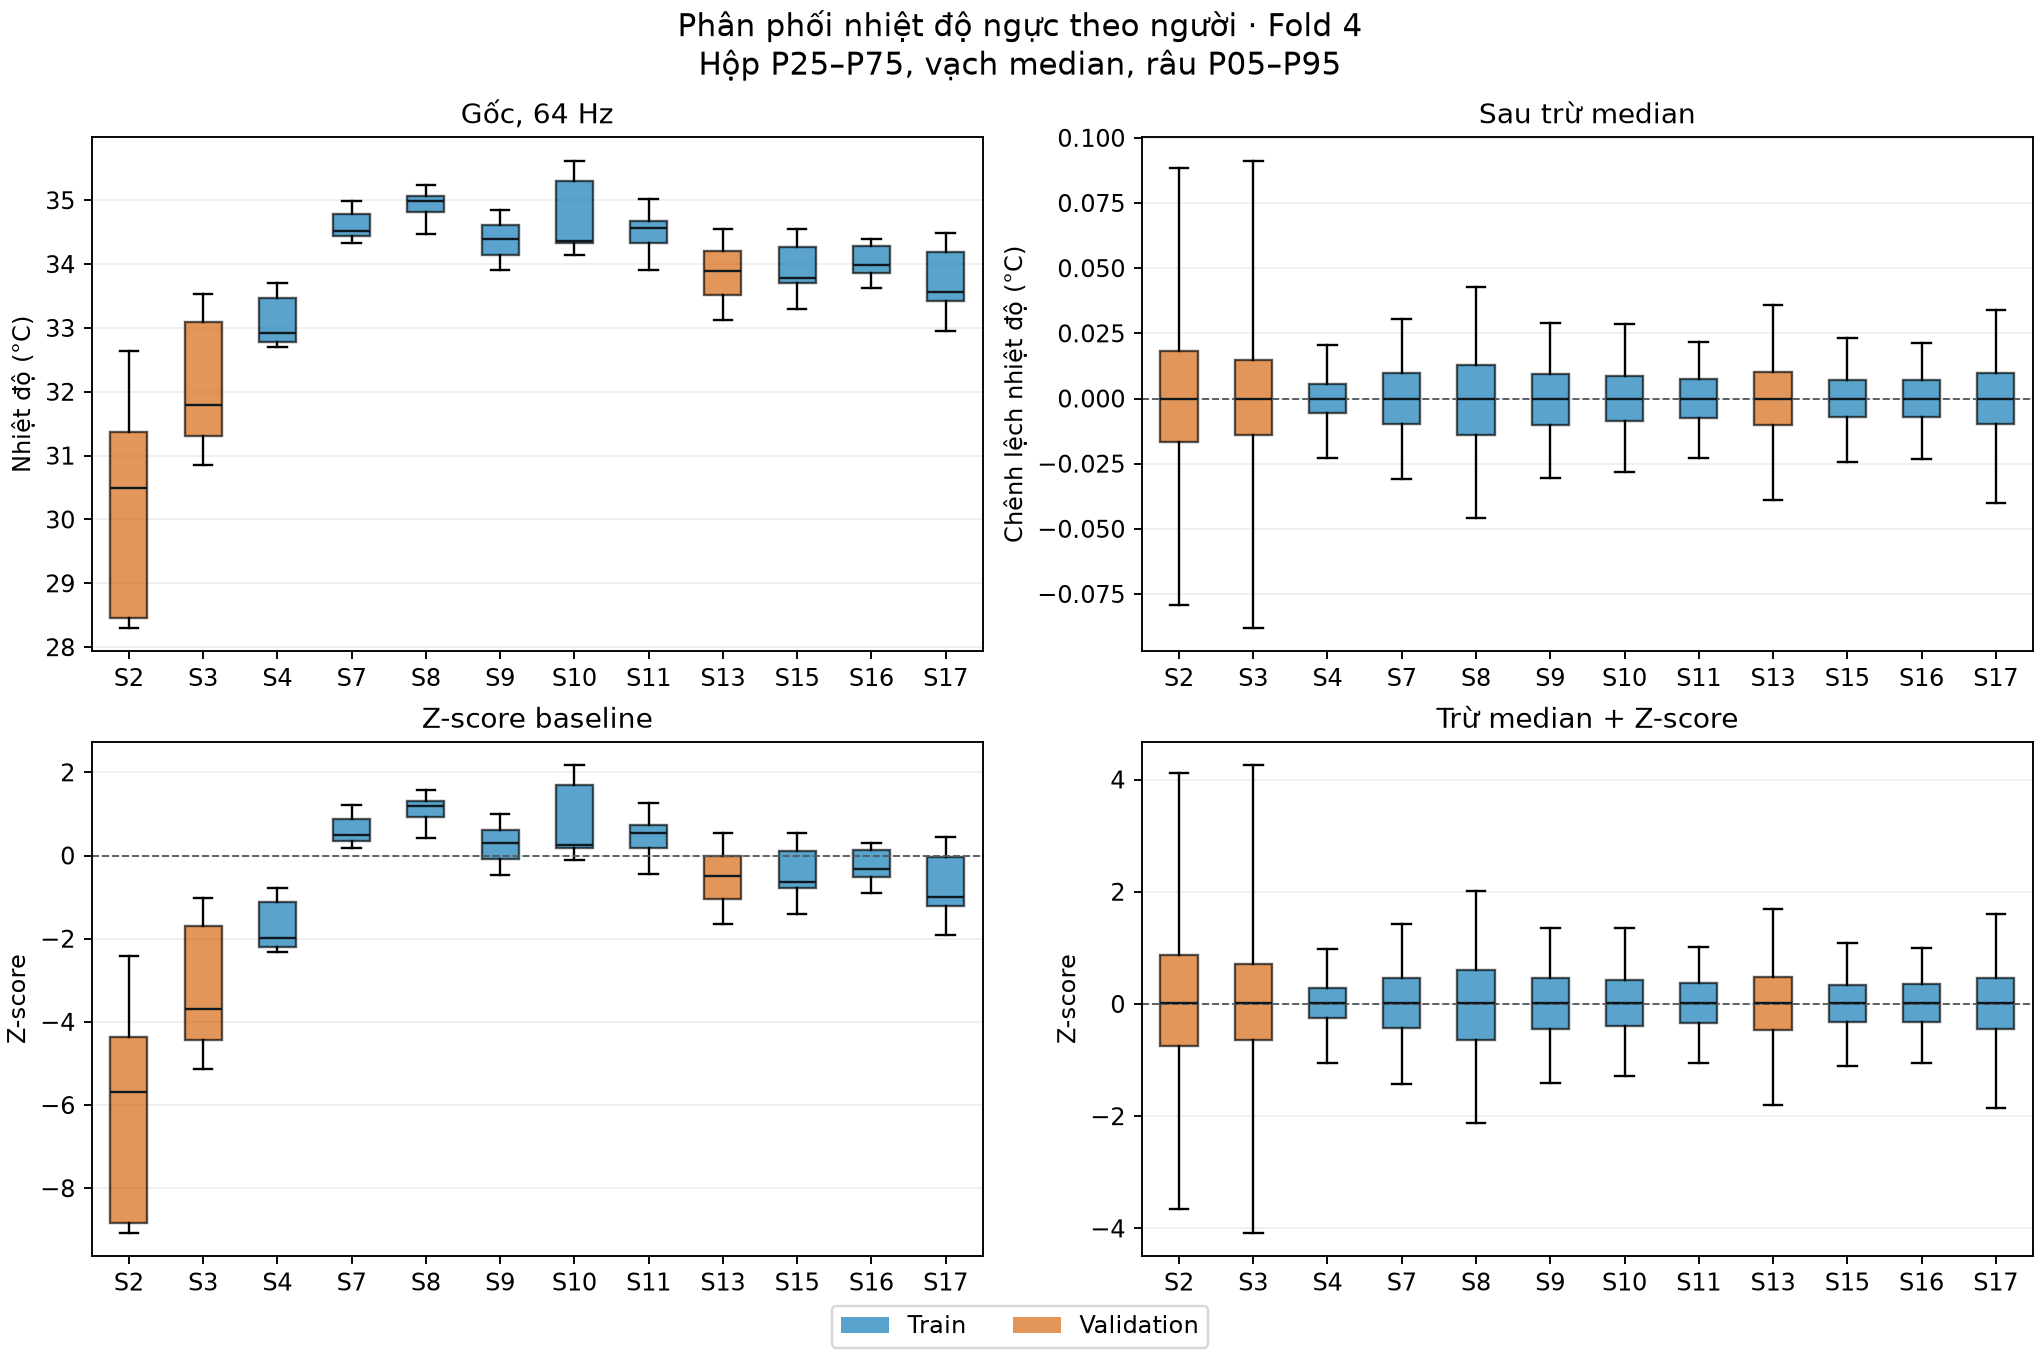 Phân phối nhiệt độ ngực theo người · Fold 4
Hộp P25–P75, vạch median, râu P05–P95
Gốc, 64 Hz
Nhiệt độ (°C)
35
34
33
32
31
30
29
28
S2 S3 S4 S7 S8 S9 S10 S11 S13 S15 S16 S17
Sau trừ median
Chênh lệch nhiệt độ (°C)
0.100
0.075
0.050
0.025
0.000
−0.025
−0.050
−0.075
S2 S3 S4 S7 S8 S9 S10 S11 S13 S15 S16 S17
Z-score baseline
Z-score
2
0
−2
−4
−6
−8
S2 S3 S4 S7 S8 S9 S10 S11 S13 S15 S16 S17
Trừ median + Z-score
Z-score
4
2
0
−2
−4
S2 S3 S4 S7 S8 S9 S10 S11 S13 S15 S16 S17
Train Validation